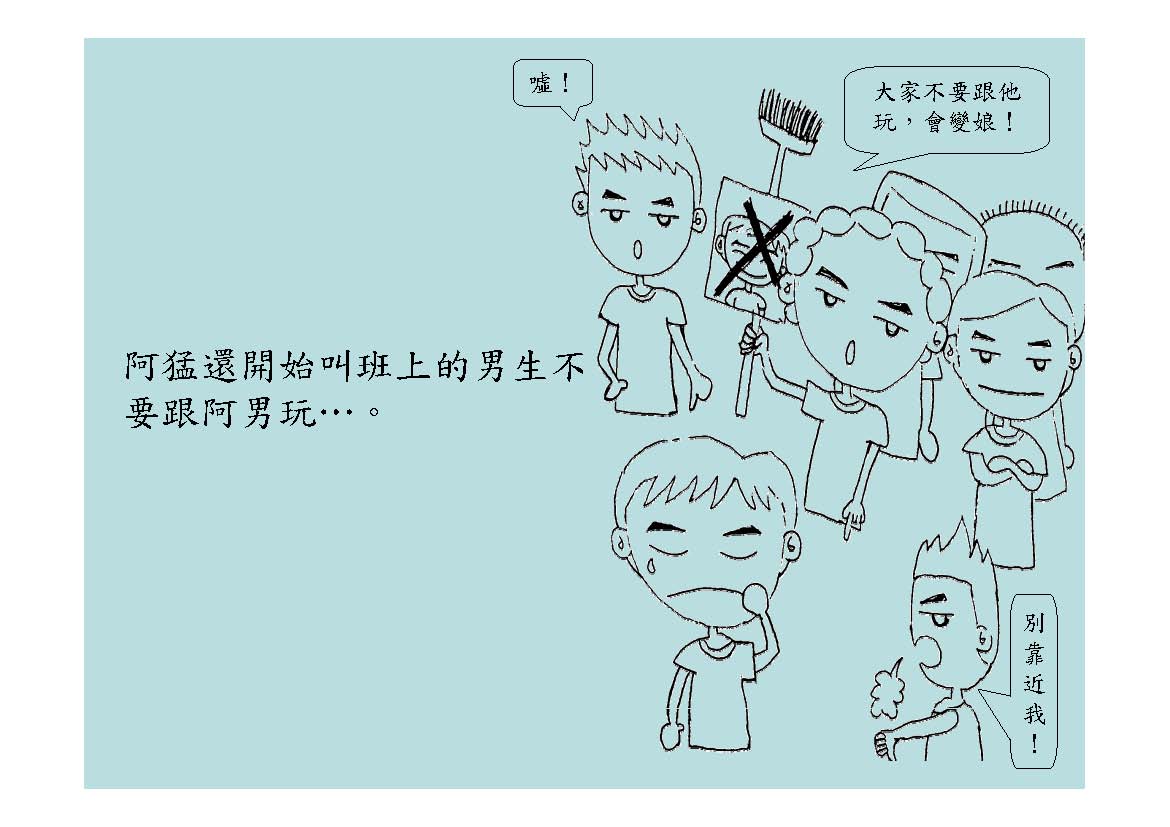 噓！
大家不要跟他
玩，會變娘！
阿猛還開始叫班上的男生不
要跟阿男玩…。
別靠近我！